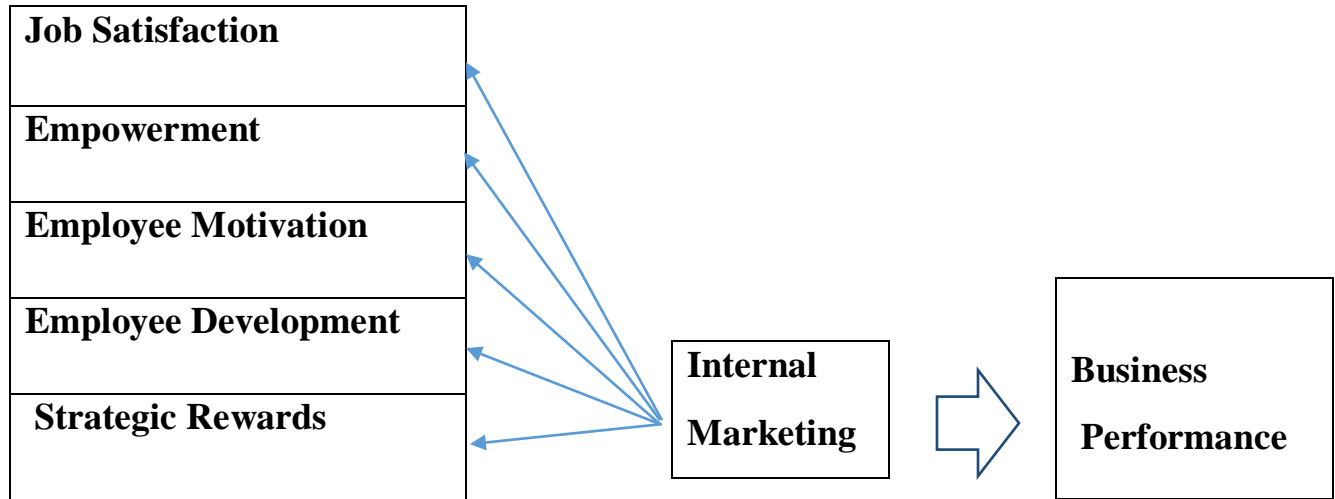 Job Satisfaction
Empowerment
Employee Motivation
Employee Development
Strategic Rewards
Internal
Marketing
Business
Performance